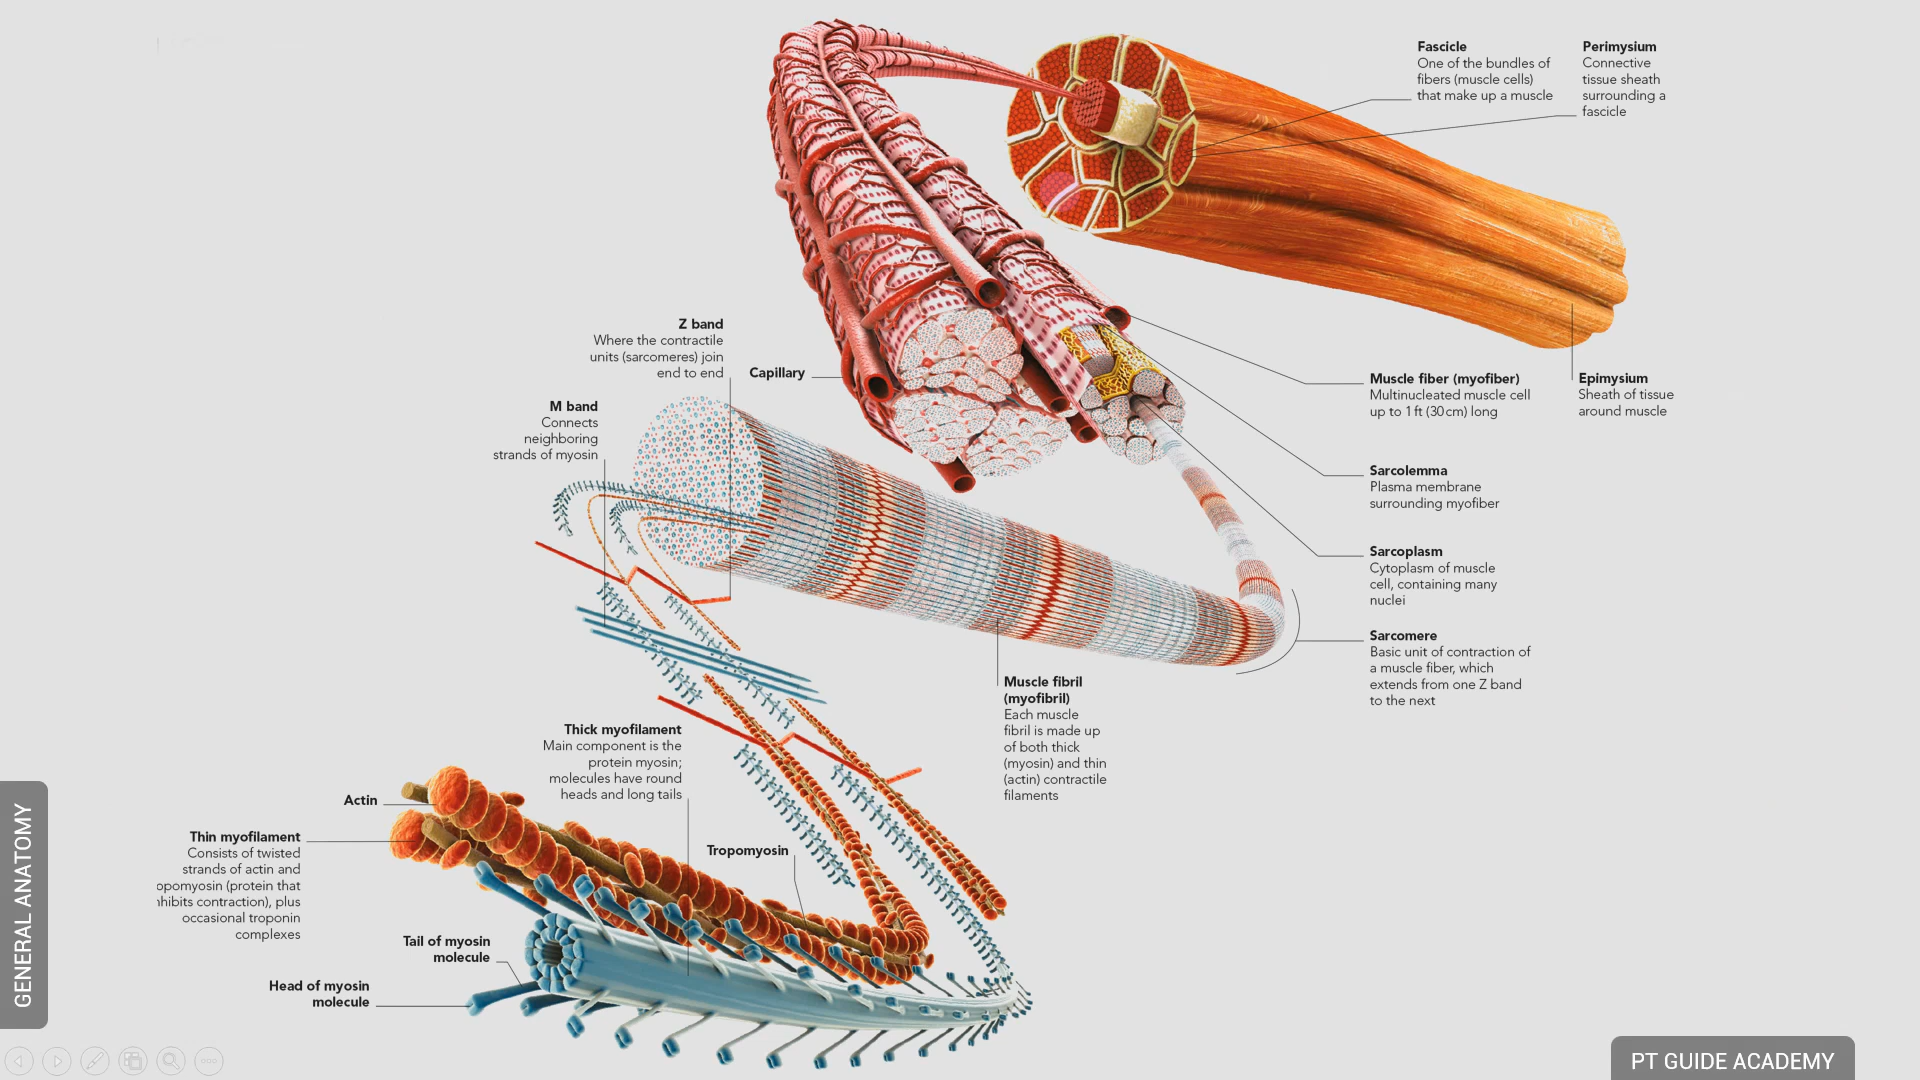 Fascicle
One of the bundles of
fibers (muscle cells)
that make up a muscle
Perimysium
Connective
tissue sheath
surrounding a
fascicle
Z band
Where the contractile
units (sarcomeres) join
end to end
Capillary
M band
Connects
neighboring
strands of myosin
Muscle fiber (myofiber)
Multinucleated muscle cell
up to 1 ft (30 cm) long
Epimysium
Sheath of tissue
around muscle
Sarcolemma
Plasma membrane
surrounding myofiber
Sarcoplasm
Cytoplasm of muscle
cell, containing many
nuclei
Sarcomere
Basic unit of contraction of
a muscle fiber, which
extends from one Z band
to the next
Muscle fibril
(myofibril)
Each muscle
fibril is made up
of both thick
(myosin) and thin
(actin) contractile
filaments
Thick myofilament
Main component is the
protein myosin;
molecules have round
heads and long tails
Actin
Thin myofilament
Consists of twisted
strands of actin and
opomyosin (protein that
hibits contraction), plus
occasional troponin
complexes
Tropomyosin
Tail of myosin
molecule
Head of myosin
molecule
GENERAL ANATOMY
PT GUIDE ACADEMY